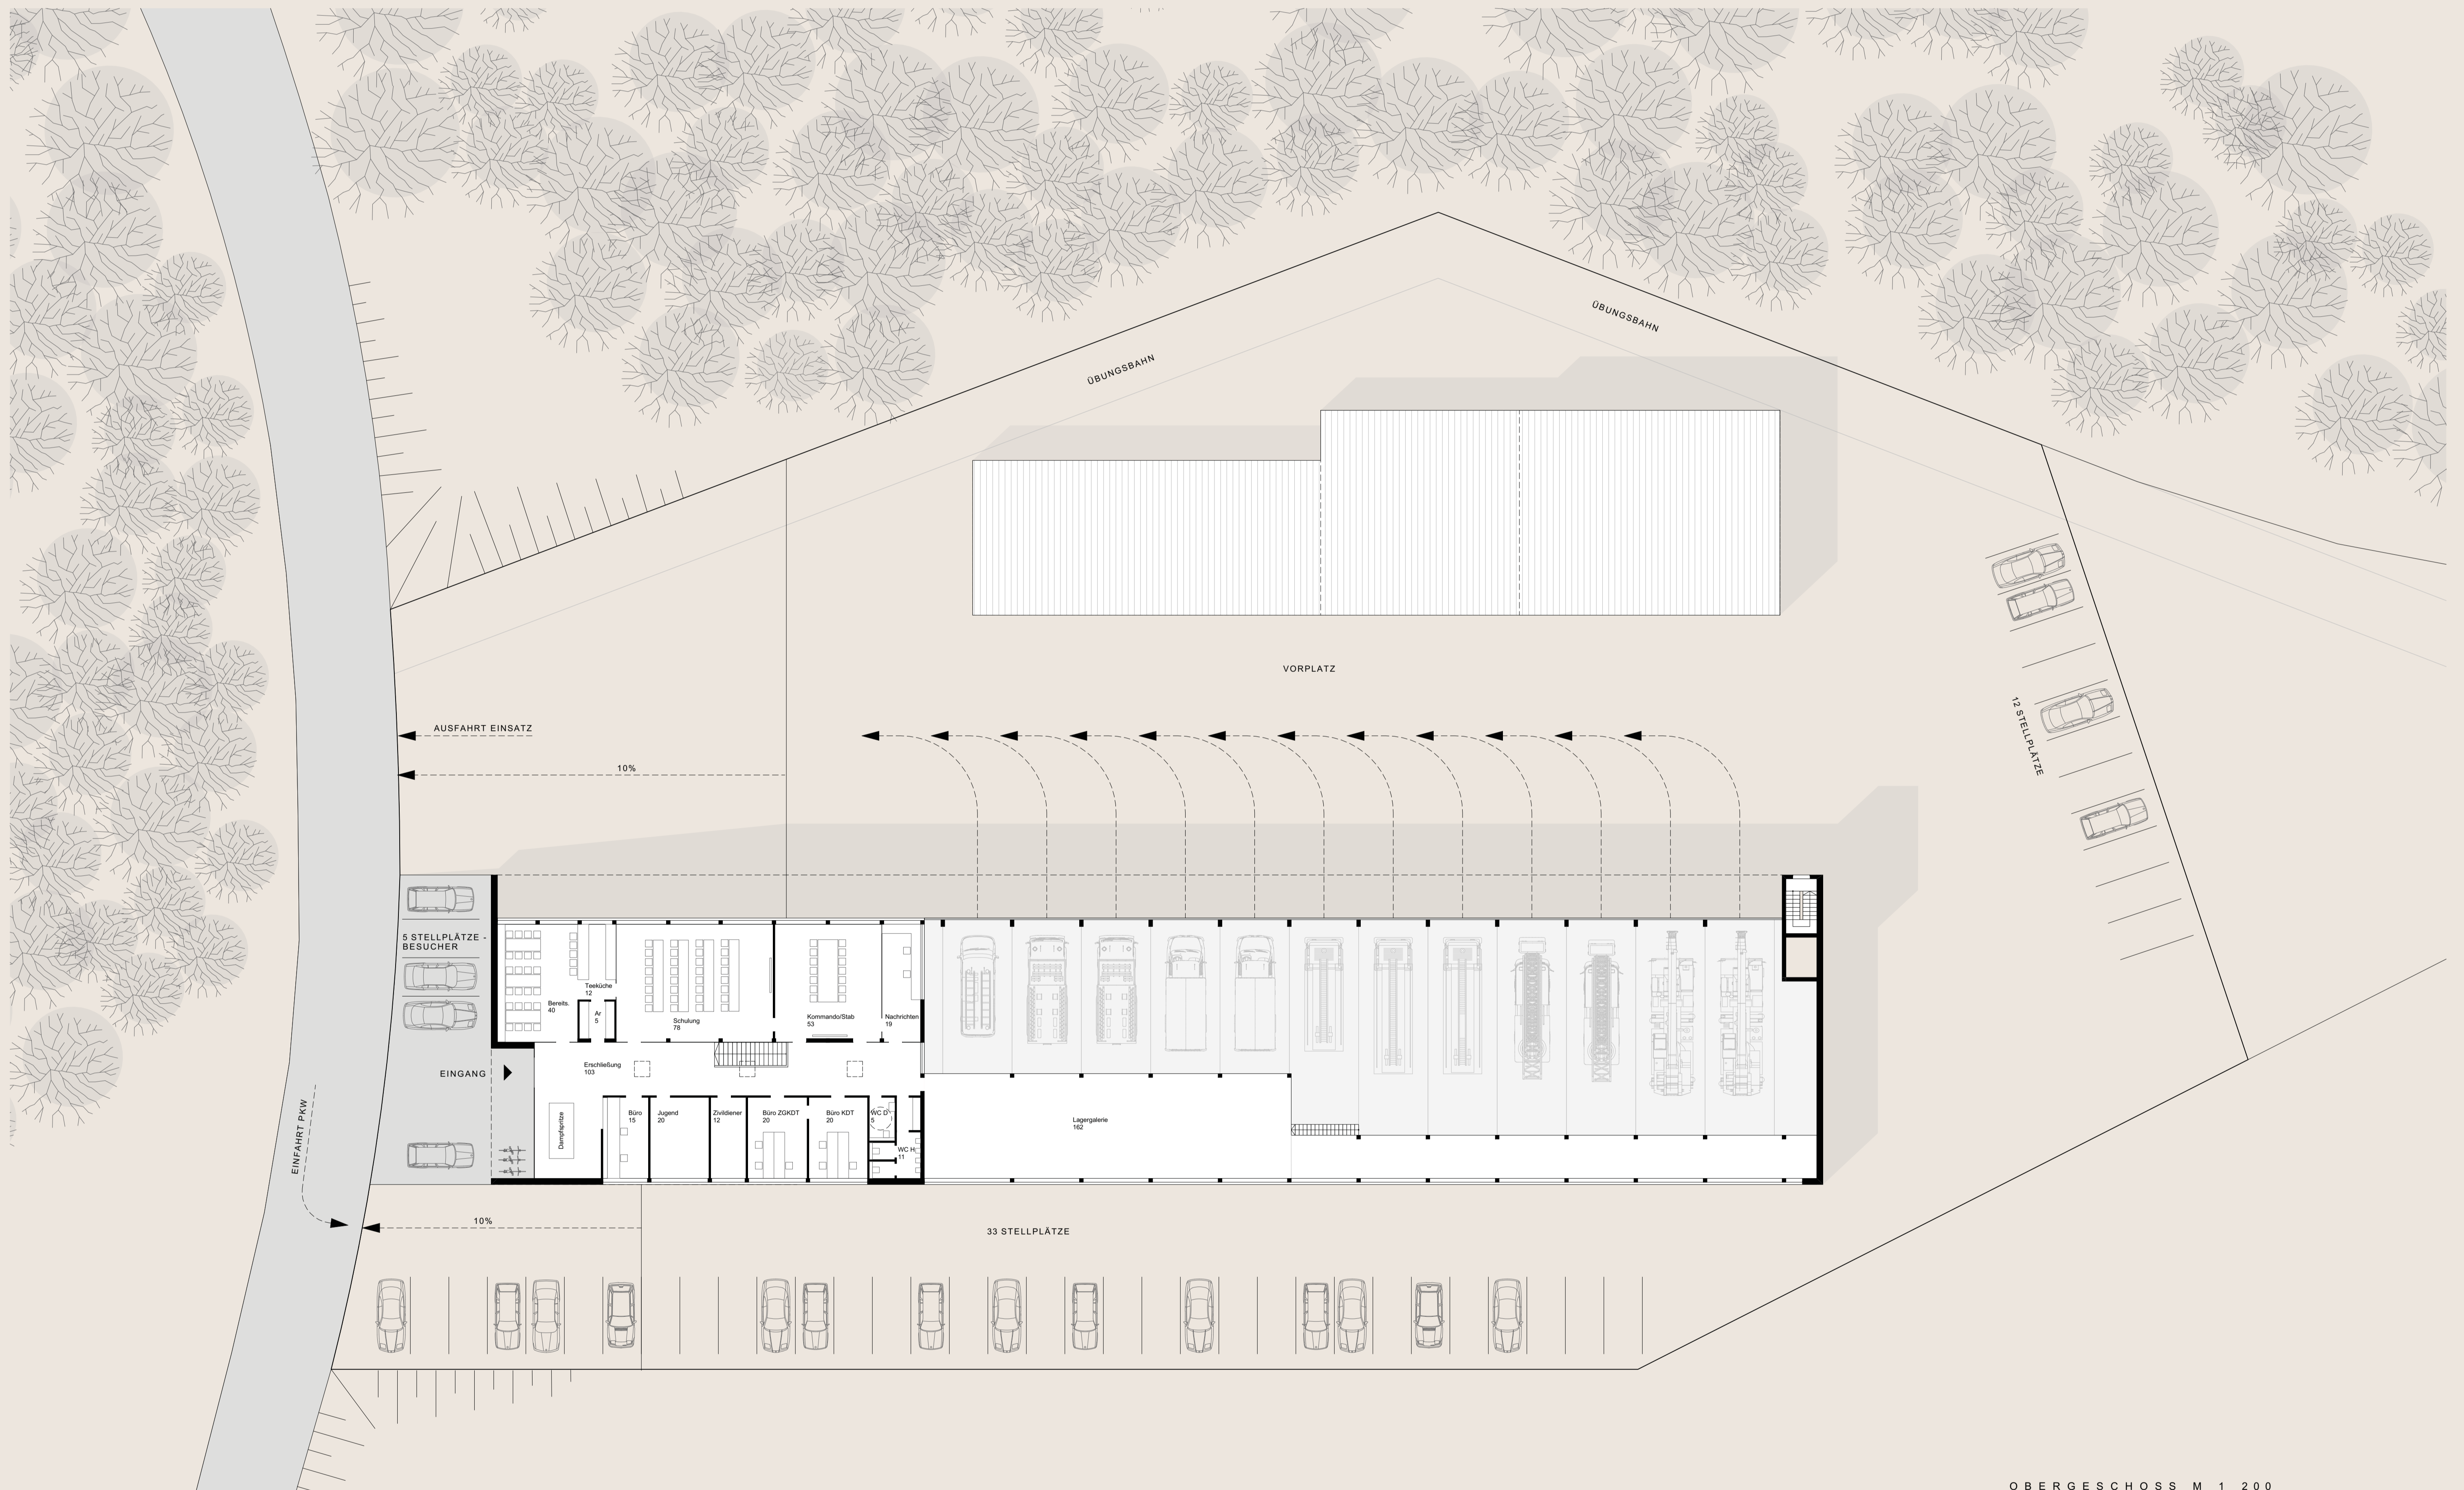 ÜBUNGSBAHN
ÜBUNGSBAHN
VORPLATZ
12 STELLPLÄTZE
AUSFAHRT EINSATZ
10%
5 STELLPLÄTZE -
BESUCHER
Teeküche
12
Bereits.
40
Ar
5
Schulung
78
Kommando/Stab
53
Nachrichten
19
Erschließung
103
EINGANG
Dampfspritze
Büro
15
Jugend
20
Zivildiener
12
Büro ZGKDT
20
Büro KDT
20
WC D
5
WC H
11
Lagergalerie
162
EINFAHRT PKW
10%
33 STELLPLÄTZE
OBERGESCHOSS M 1 200